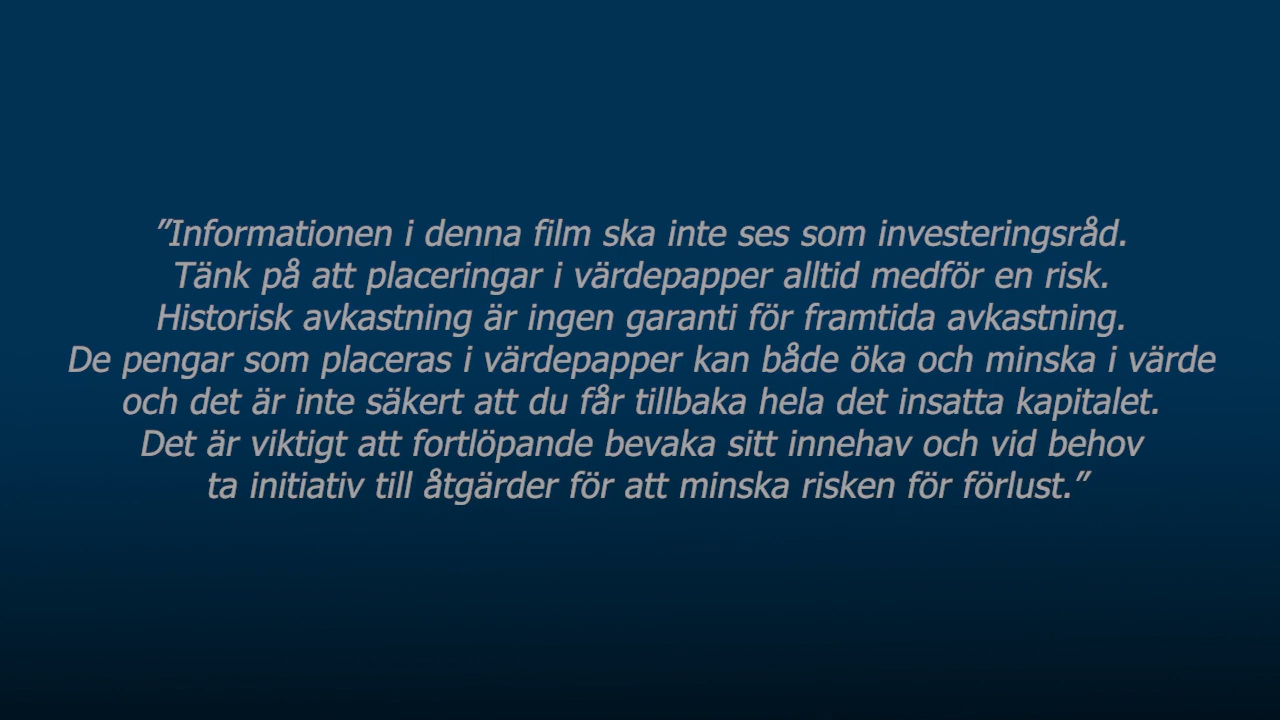 ”Informationen i denna film ska inte ses som investeringsråd.
Tänk på att placeringar i värdepapper alltid medför en risk.
Historisk avkastning är ingen garanti för framtida avkastning.
De pengar som placeras i värdepapper kan både öka och minska i värde
och det är inte säkert att du får tillbaka hela det insatta kapitalet.
Det är viktigt att fortlöpande bevaka sitt innehav och vid behov
ta initiativ till åtgärder för att minska risken för förlust.”